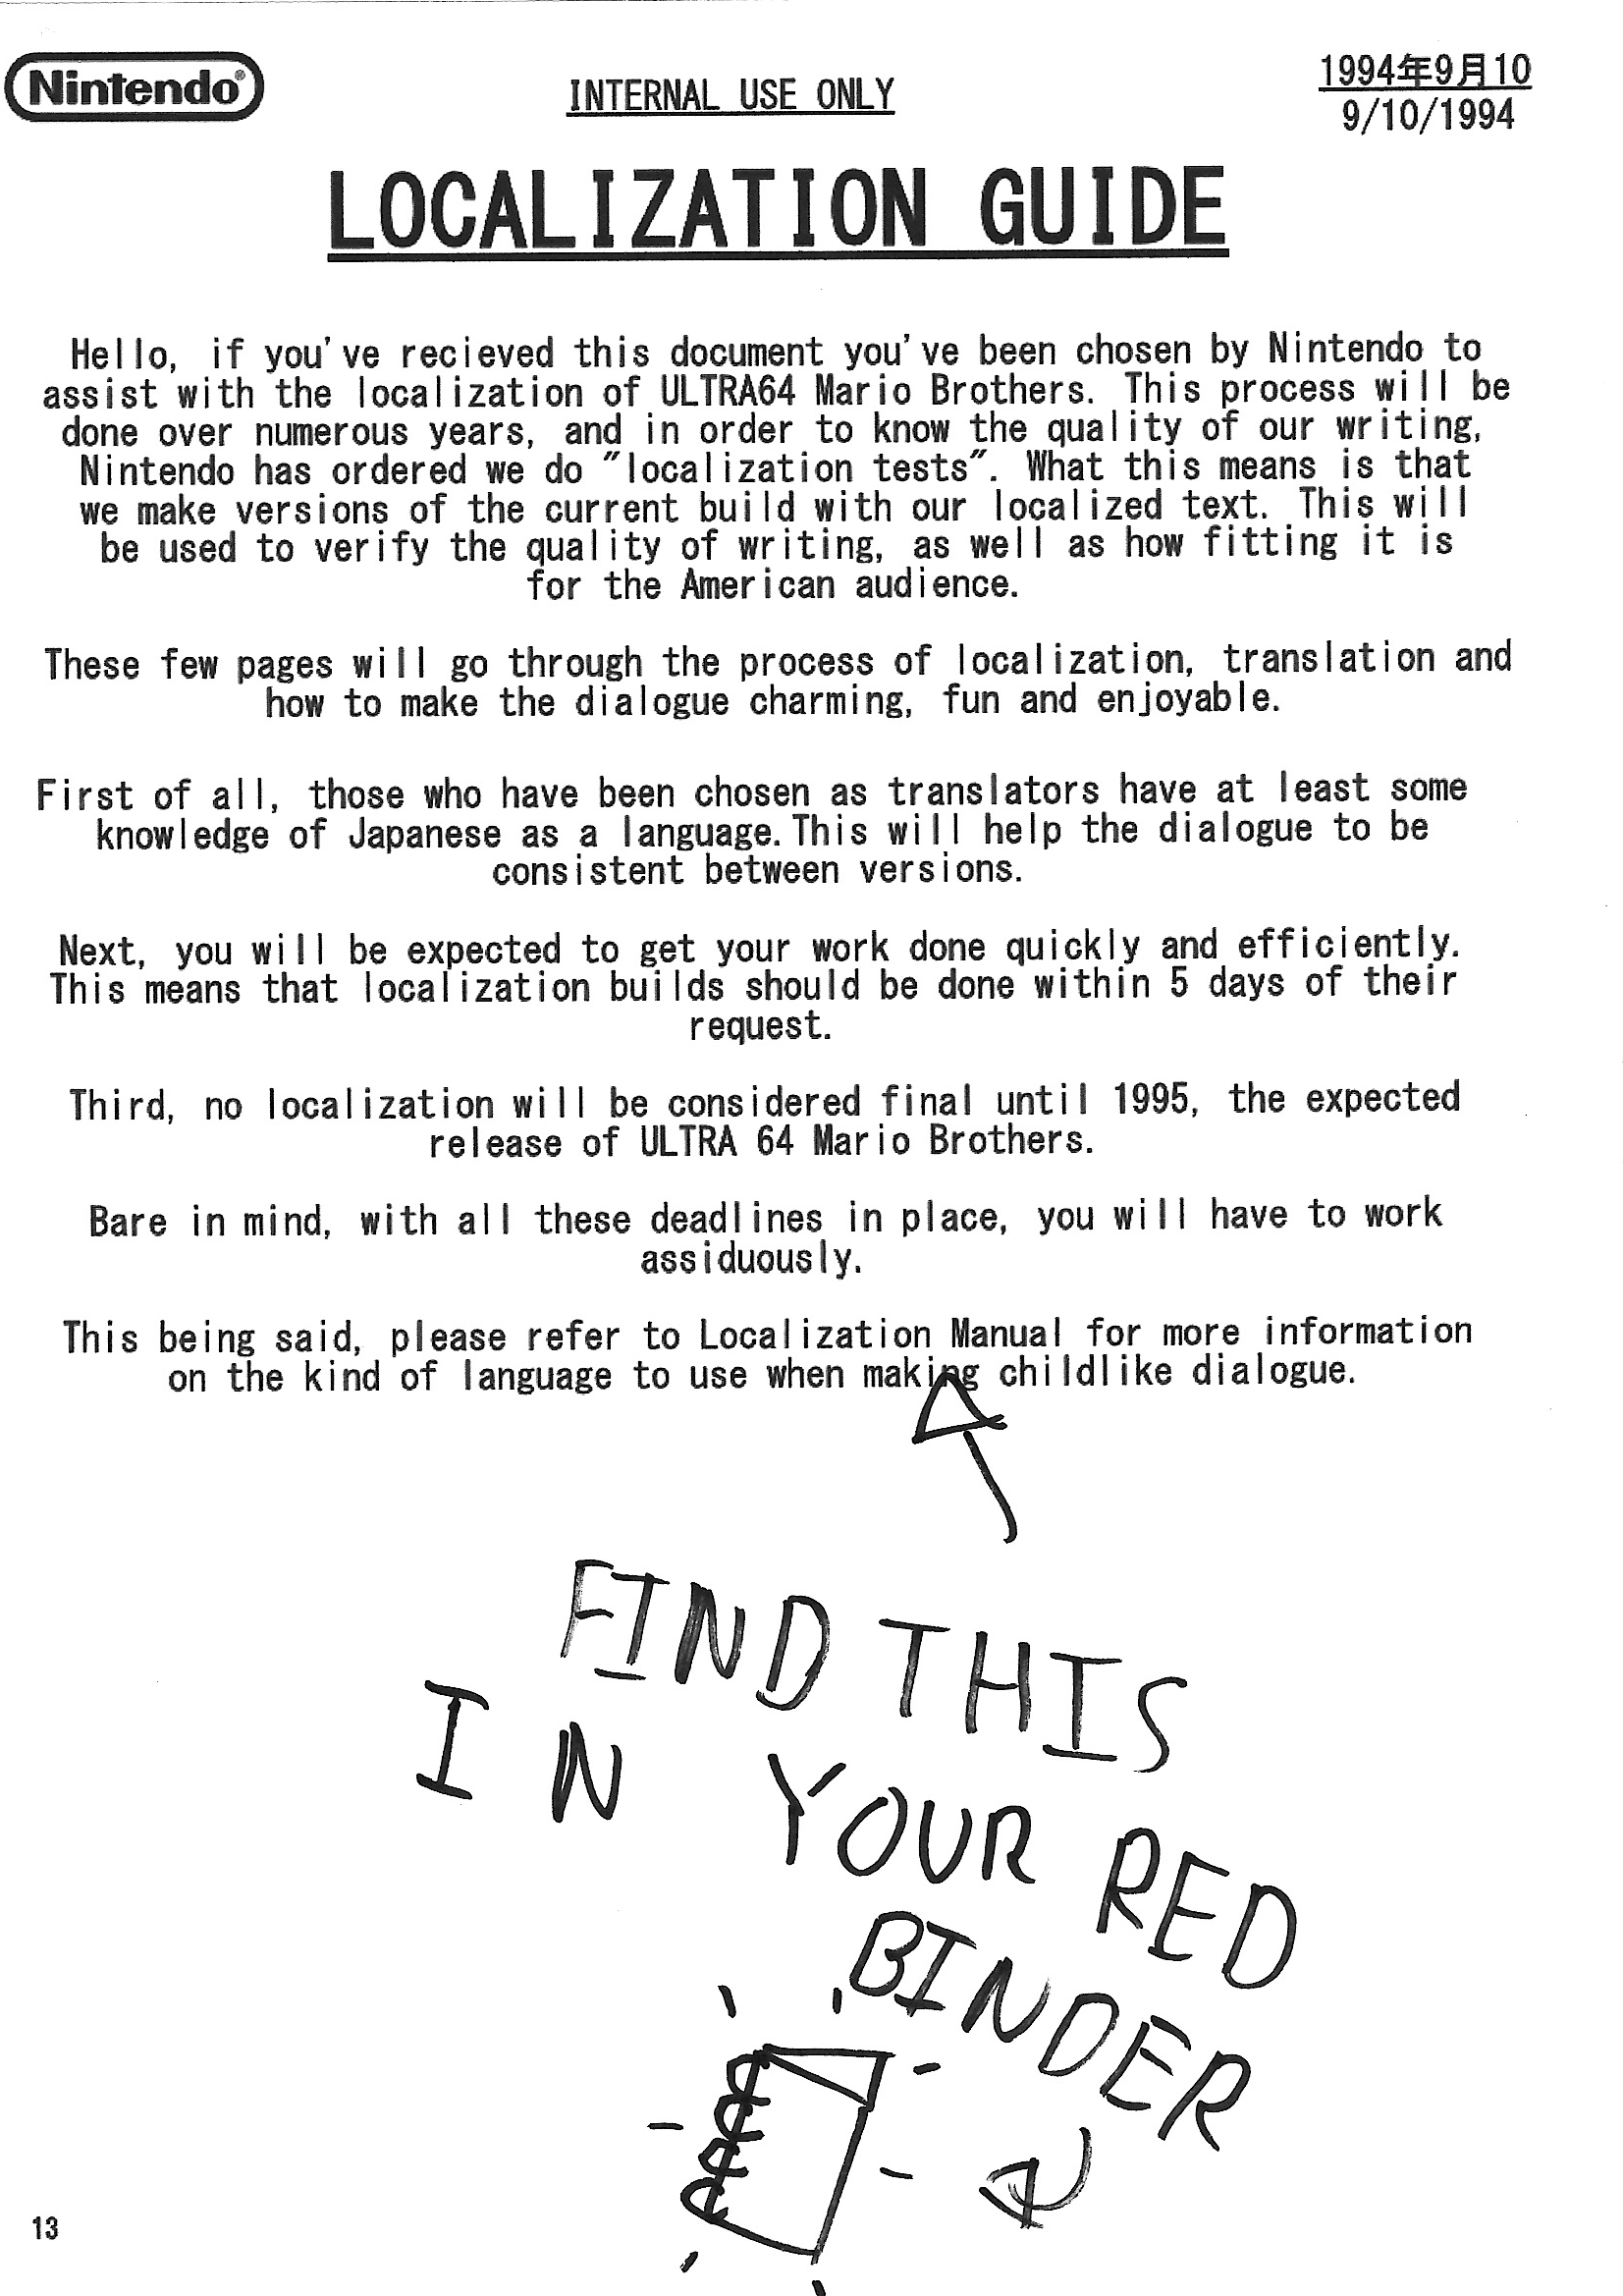 Nintendo®
INTERNAL USE ONLY
1994年9月10
9/10/1994
LOCALIZATION GUIDE
Hello, if you've recieved this document you've been chosen by Nintendo to
assist with the localization of ULTRA64 Mario Brothers. This process will be
done over numerous years, and in order to know the quality of our writing,
Nintendo has ordered we do "localization tests". What this means is that
we make versions of the current build with our localized text. This will
be used to verify the quality of writing, as well as how fitting it is
for the American audience.
These few pages will go through the process of localization, translation and
how to make the dialogue charming, fun and enjoyable.
First of all, those who have been chosen as translators have at least some
knowledge of Japanese as a language. This will help the dialogue to be
consistent between versions.
Next, you will be expected to get your work done quickly and efficiently.
This means that localization builds should be done within 5 days of their
request.
Third, no localization will be considered final until 1995, the expected
release of ULTRA 64 Mario Brothers.
Bare in mind, with all these deadlines in place, you will have to work
assiduously.
This being said, please refer to Localization Manual for more information
on the kind of language to use when making childlike dialogue.
FIND THIS
IN YOUR RED
BINDER
13